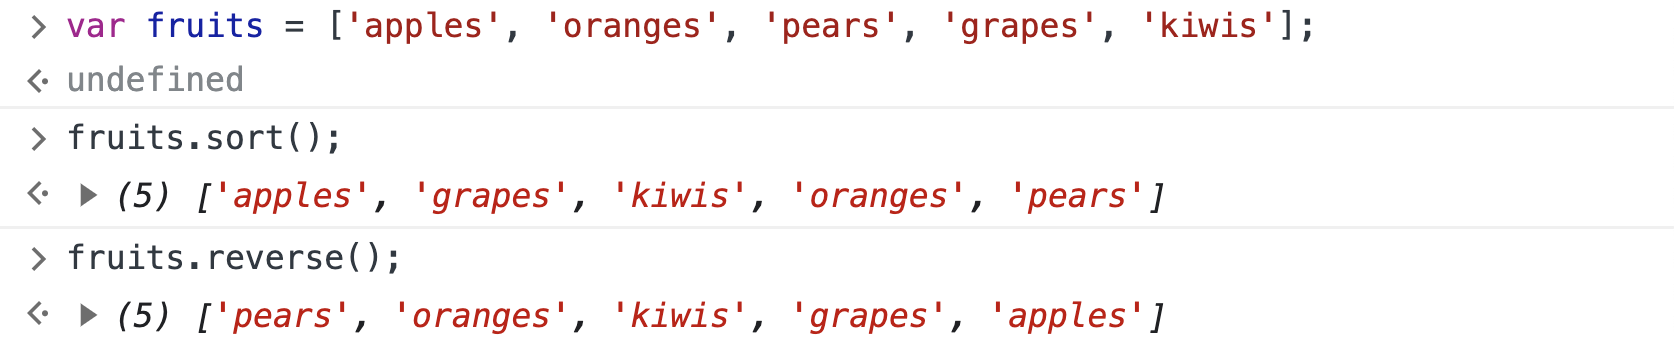 > var fruits = ['apples', 'oranges', 'pears', 'grapes', 'kiwis'];
undefined
> fruits.sort();
(5) ['apples', 'grapes', 'kiwis', 'oranges', 'pears']
> fruits.reverse();
(5) ['pears', 'oranges', 'kiwis', 'grapes', 'apples']